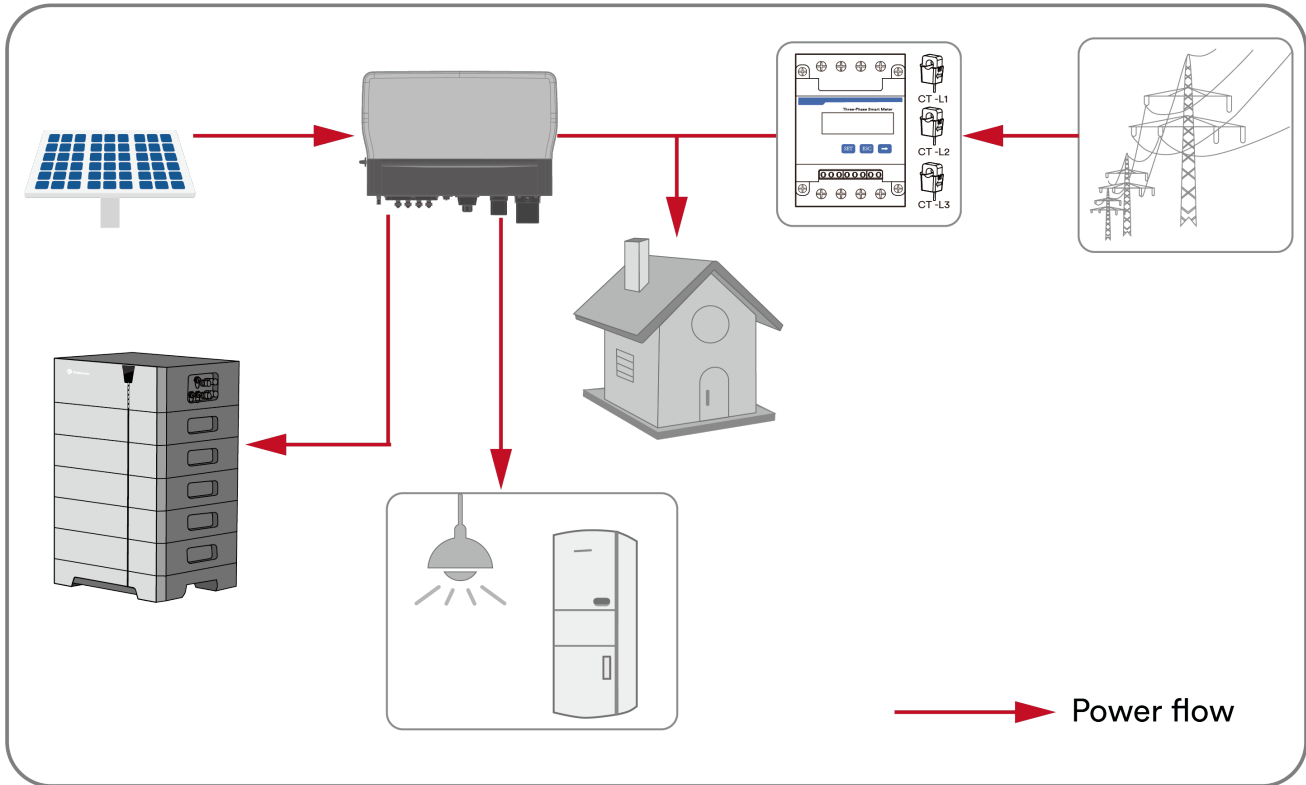 CT -L1
Three-Phase Smart Meter
CT -L2
SET ESC
CT -L3
Power flow